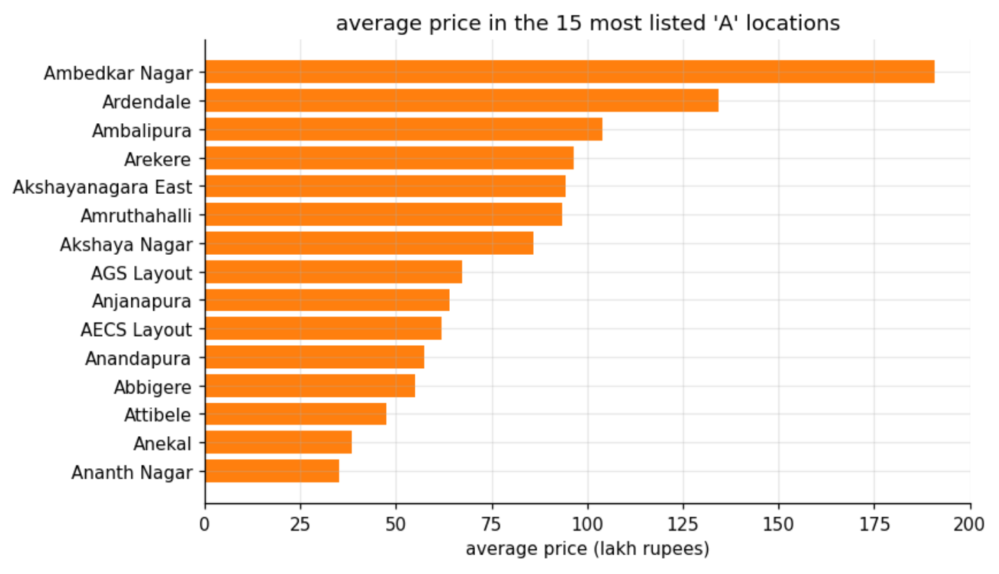 average price in the 15 most listed 'A' locations
Ambedkar Nagar
Ardendale
Ambalipura
Arekere
Akshayanagara East
Amruthahalli
Akshaya Nagar
AGS Layout
Anjanapura
AECS Layout
Anandapura
Abbigere
Attibele
Anekal
Ananth Nagar
0 25 50 75 100 125 150 175 200
average price (lakh rupees)